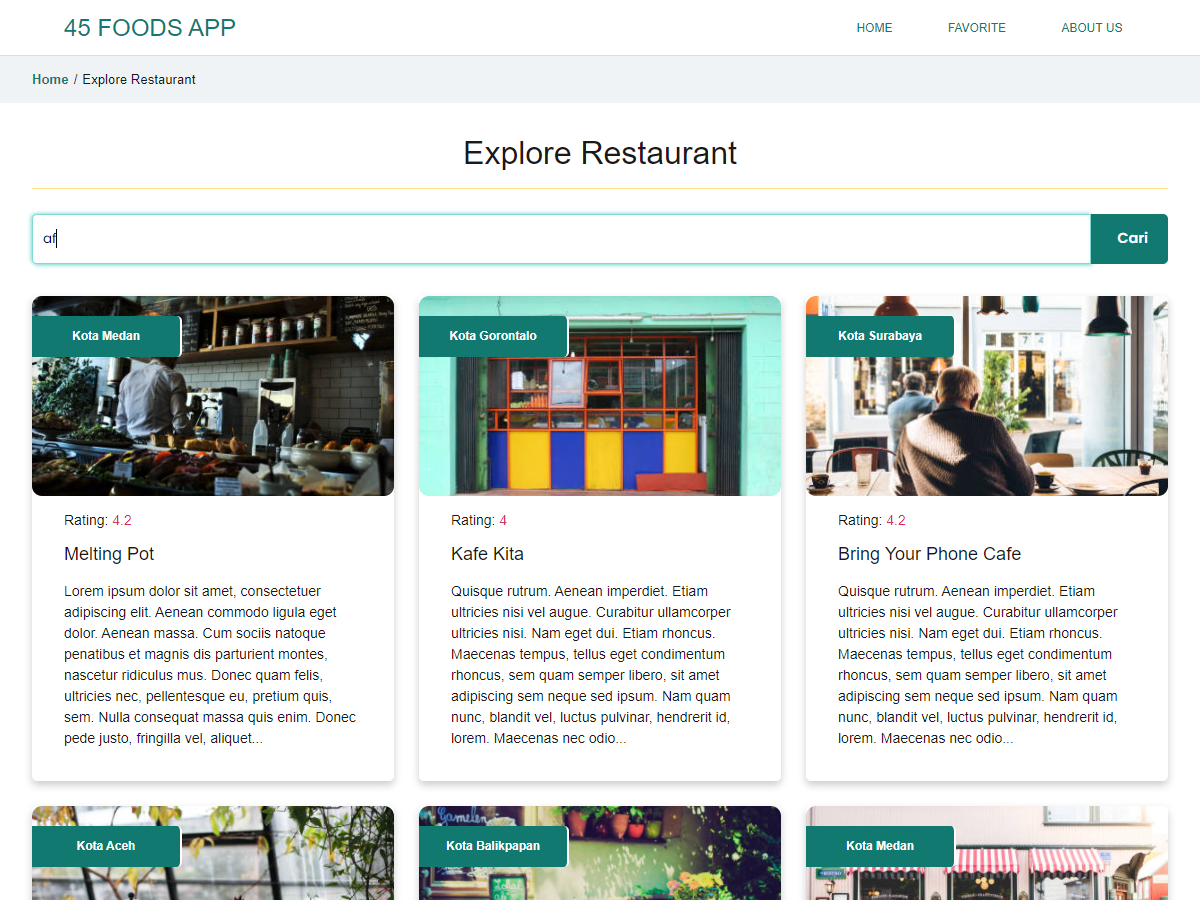 45 FOODS APP
HOME
FAVORITE
ABOUT US
Home / Explore Restaurant
Explore Restaurant
af
Cari
Kota Medan
Rating: 4.2
Melting Pot
Lorem ipsum dolor sit amet, consectetuer
adipiscing elit. Aenean commodo ligula eget
dolor. Aenean massa. Cum sociis natoque
penatibus et magnis dis parturient montes,
nascetur ridiculus mus. Donec quam felis,
ultricies nec, pellentesque eu, pretium quis,
sem. Nulla consequat massa quis enim. Donec
pede justo, fringilla vel, aliquet...
Kota Gorontalo
Rating: 4
Kafe Kita
Quisque rutrum. Aenean imperdiet. Etiam
ultricies nisi vel augue. Curabitur ullamcorper
ultricies nisi. Nam eget dui. Etiam rhoncus.
Maecenas tempus, tellus eget condimentum
rhoncus, sem quam semper libero, sit amet
adipiscing sem neque sed ipsum. Nam quam
nunc, blandit vel, luctus pulvinar, hendrerit id,
lorem. Maecenas nec odio...
Kota Surabaya
Rating: 4.2
Bring Your Phone Cafe
Quisque rutrum. Aenean imperdiet. Etiam
ultricies nisi vel augue. Curabitur ullamcorper
ultricies nisi. Nam eget dui. Etiam rhoncus.
Maecenas tempus, tellus eget condimentum
rhoncus, sem quam semper libero, sit amet
adipiscing sem neque sed ipsum. Nam quam
nunc, blandit vel, luctus pulvinar, hendrerit id,
lorem. Maecenas nec odio...
Kota Aceh
Gamelen
Kota Balikpapan
Kota Medan